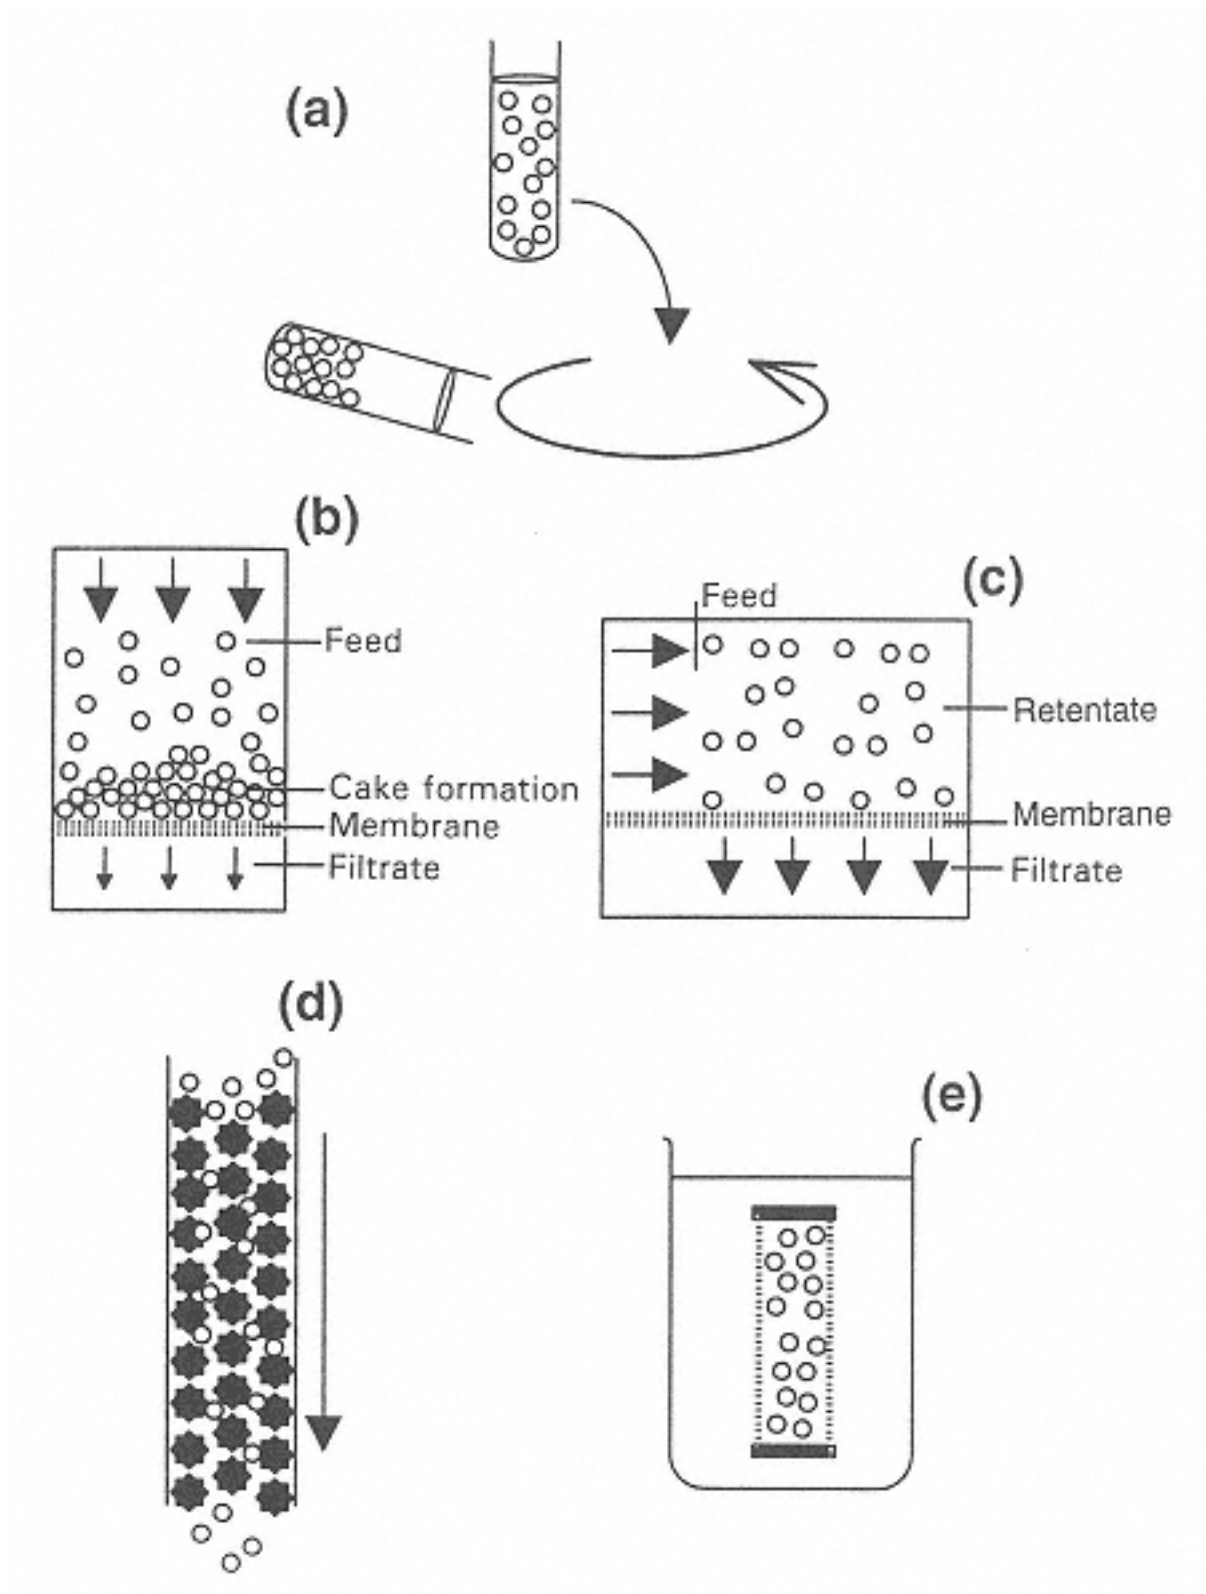 (a)
(b)
Feed
Cake formation
Membrane
Filtrate
(c)
Feed
Retentate
Membrane
Filtrate
(d)
(e)